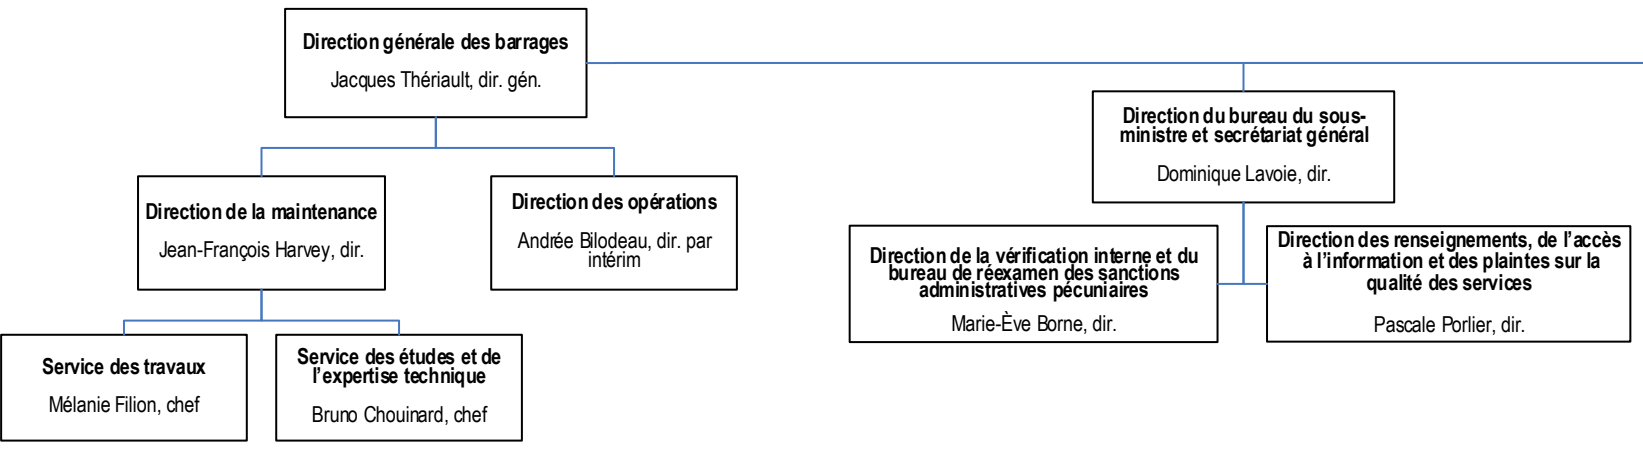 Direction générale des barrages
Jacques Thériault, dir. gén.
Direction du bureau du sous-
ministre et secrétariat général
Dominique Lavoie, dir.
Direction de la maintenance
Jean-François Harvey, dir.
Direction des opérations
Andrée Bilodeau, dir. par
intérim
Direction de la vérification interne et du
bureau de réexamen des sanctions
administratives pécuniaires
Marie-Ève Borne, dir.
Direction des renseignements, de l’accès
à l’information et des plaintes sur la
qualité des services
Pascale Porlier, dir.
Service des travaux
Mélanie Filion, chef
Service des études et de
l’expertise technique
Bruno Chouinard, chef